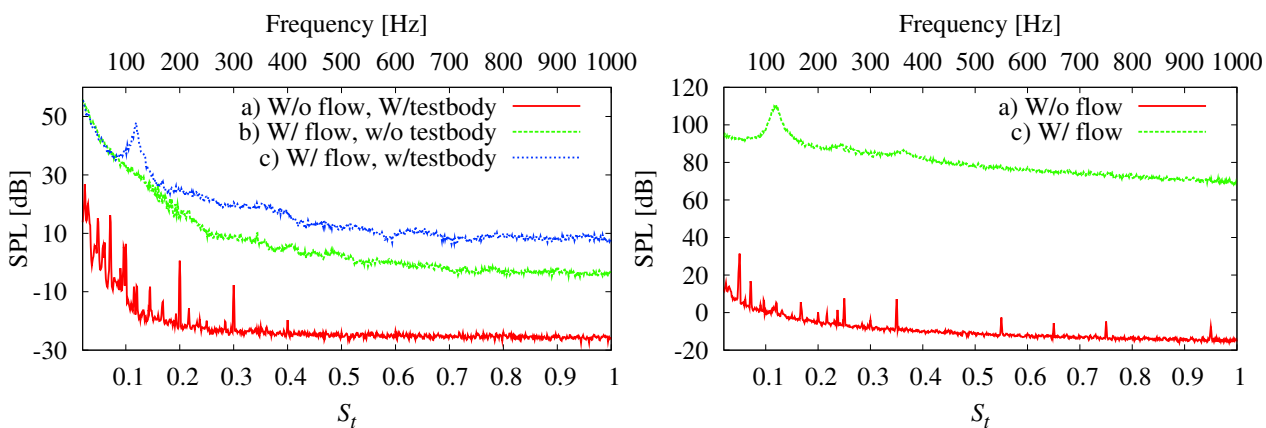 Frequency [Hz]
100 200 300 400 500 600 700 800 900 1000
60
40
20
10
-10
-30
SPL [dB]
a) W/o flow, W/testbody
b) W/ flow, w/o testbody
c) W/ flow, w/testbody
0.1 0.2 0.3 0.4 0.5 0.6 0.7 0.8 0.9 1
St
Frequency [Hz]
100 200 300 400 500 600 700 800 900 1000
120
100
80
60
40
20
0
-20
SPL [dB]
a) W/o flow
c) W/ flow
0.1 0.2 0.3 0.4 0.5 0.6 0.7 0.8 0.9 1
St